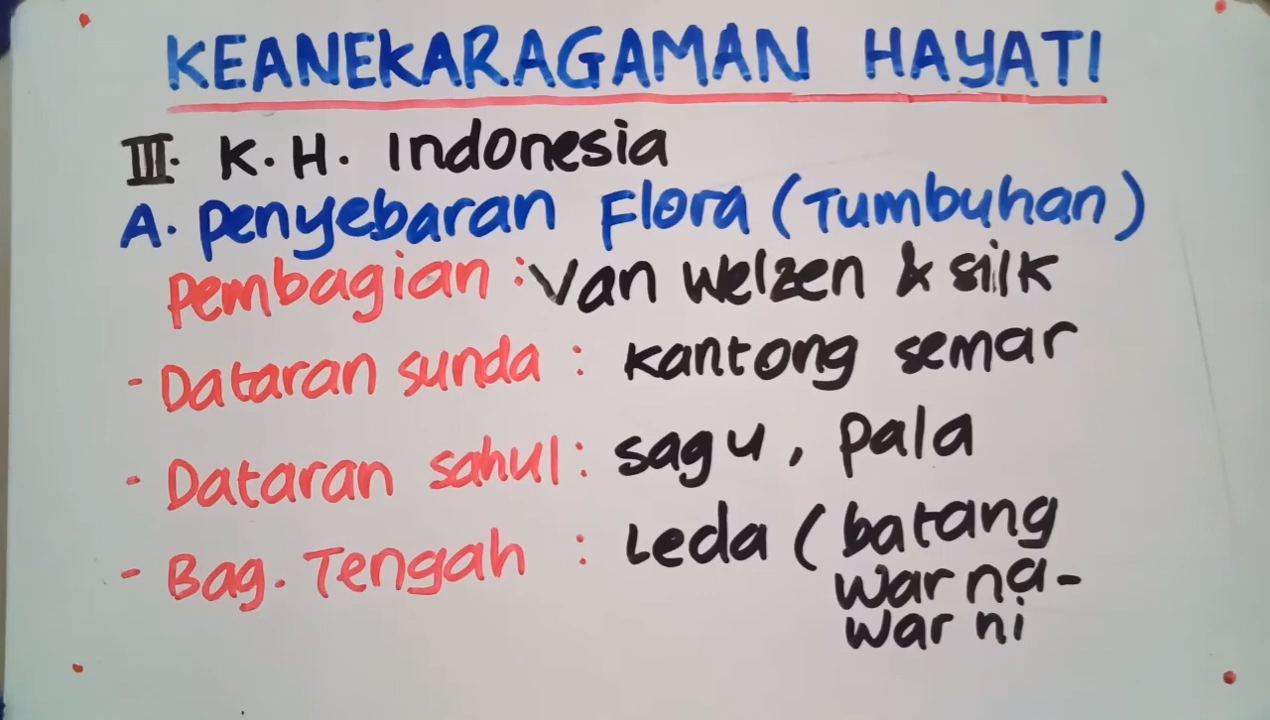 KEANEKARAGAMAN HAYATI
III. K.H. Indonesia
A. Penyebaran Flora (Tumbuhan)
Pembagian : Van Welzen & Silk
- Dataran sunda : Kantong semar
- Dataran sahul : sagu, pala
- Bag. Tengah : Leda (batang
warna-
warni